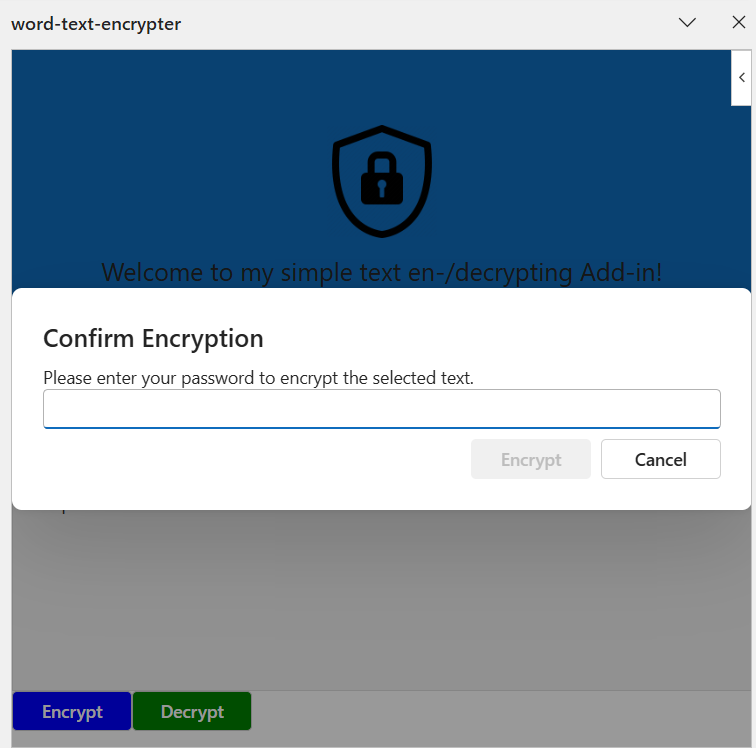 word-text-encrypter
Welcome to my simple text en-/decrypting Add-in!
Confirm Encryption
Please enter your password to encrypt the selected text.
Encrypt Cancel
Encrypt Decrypt